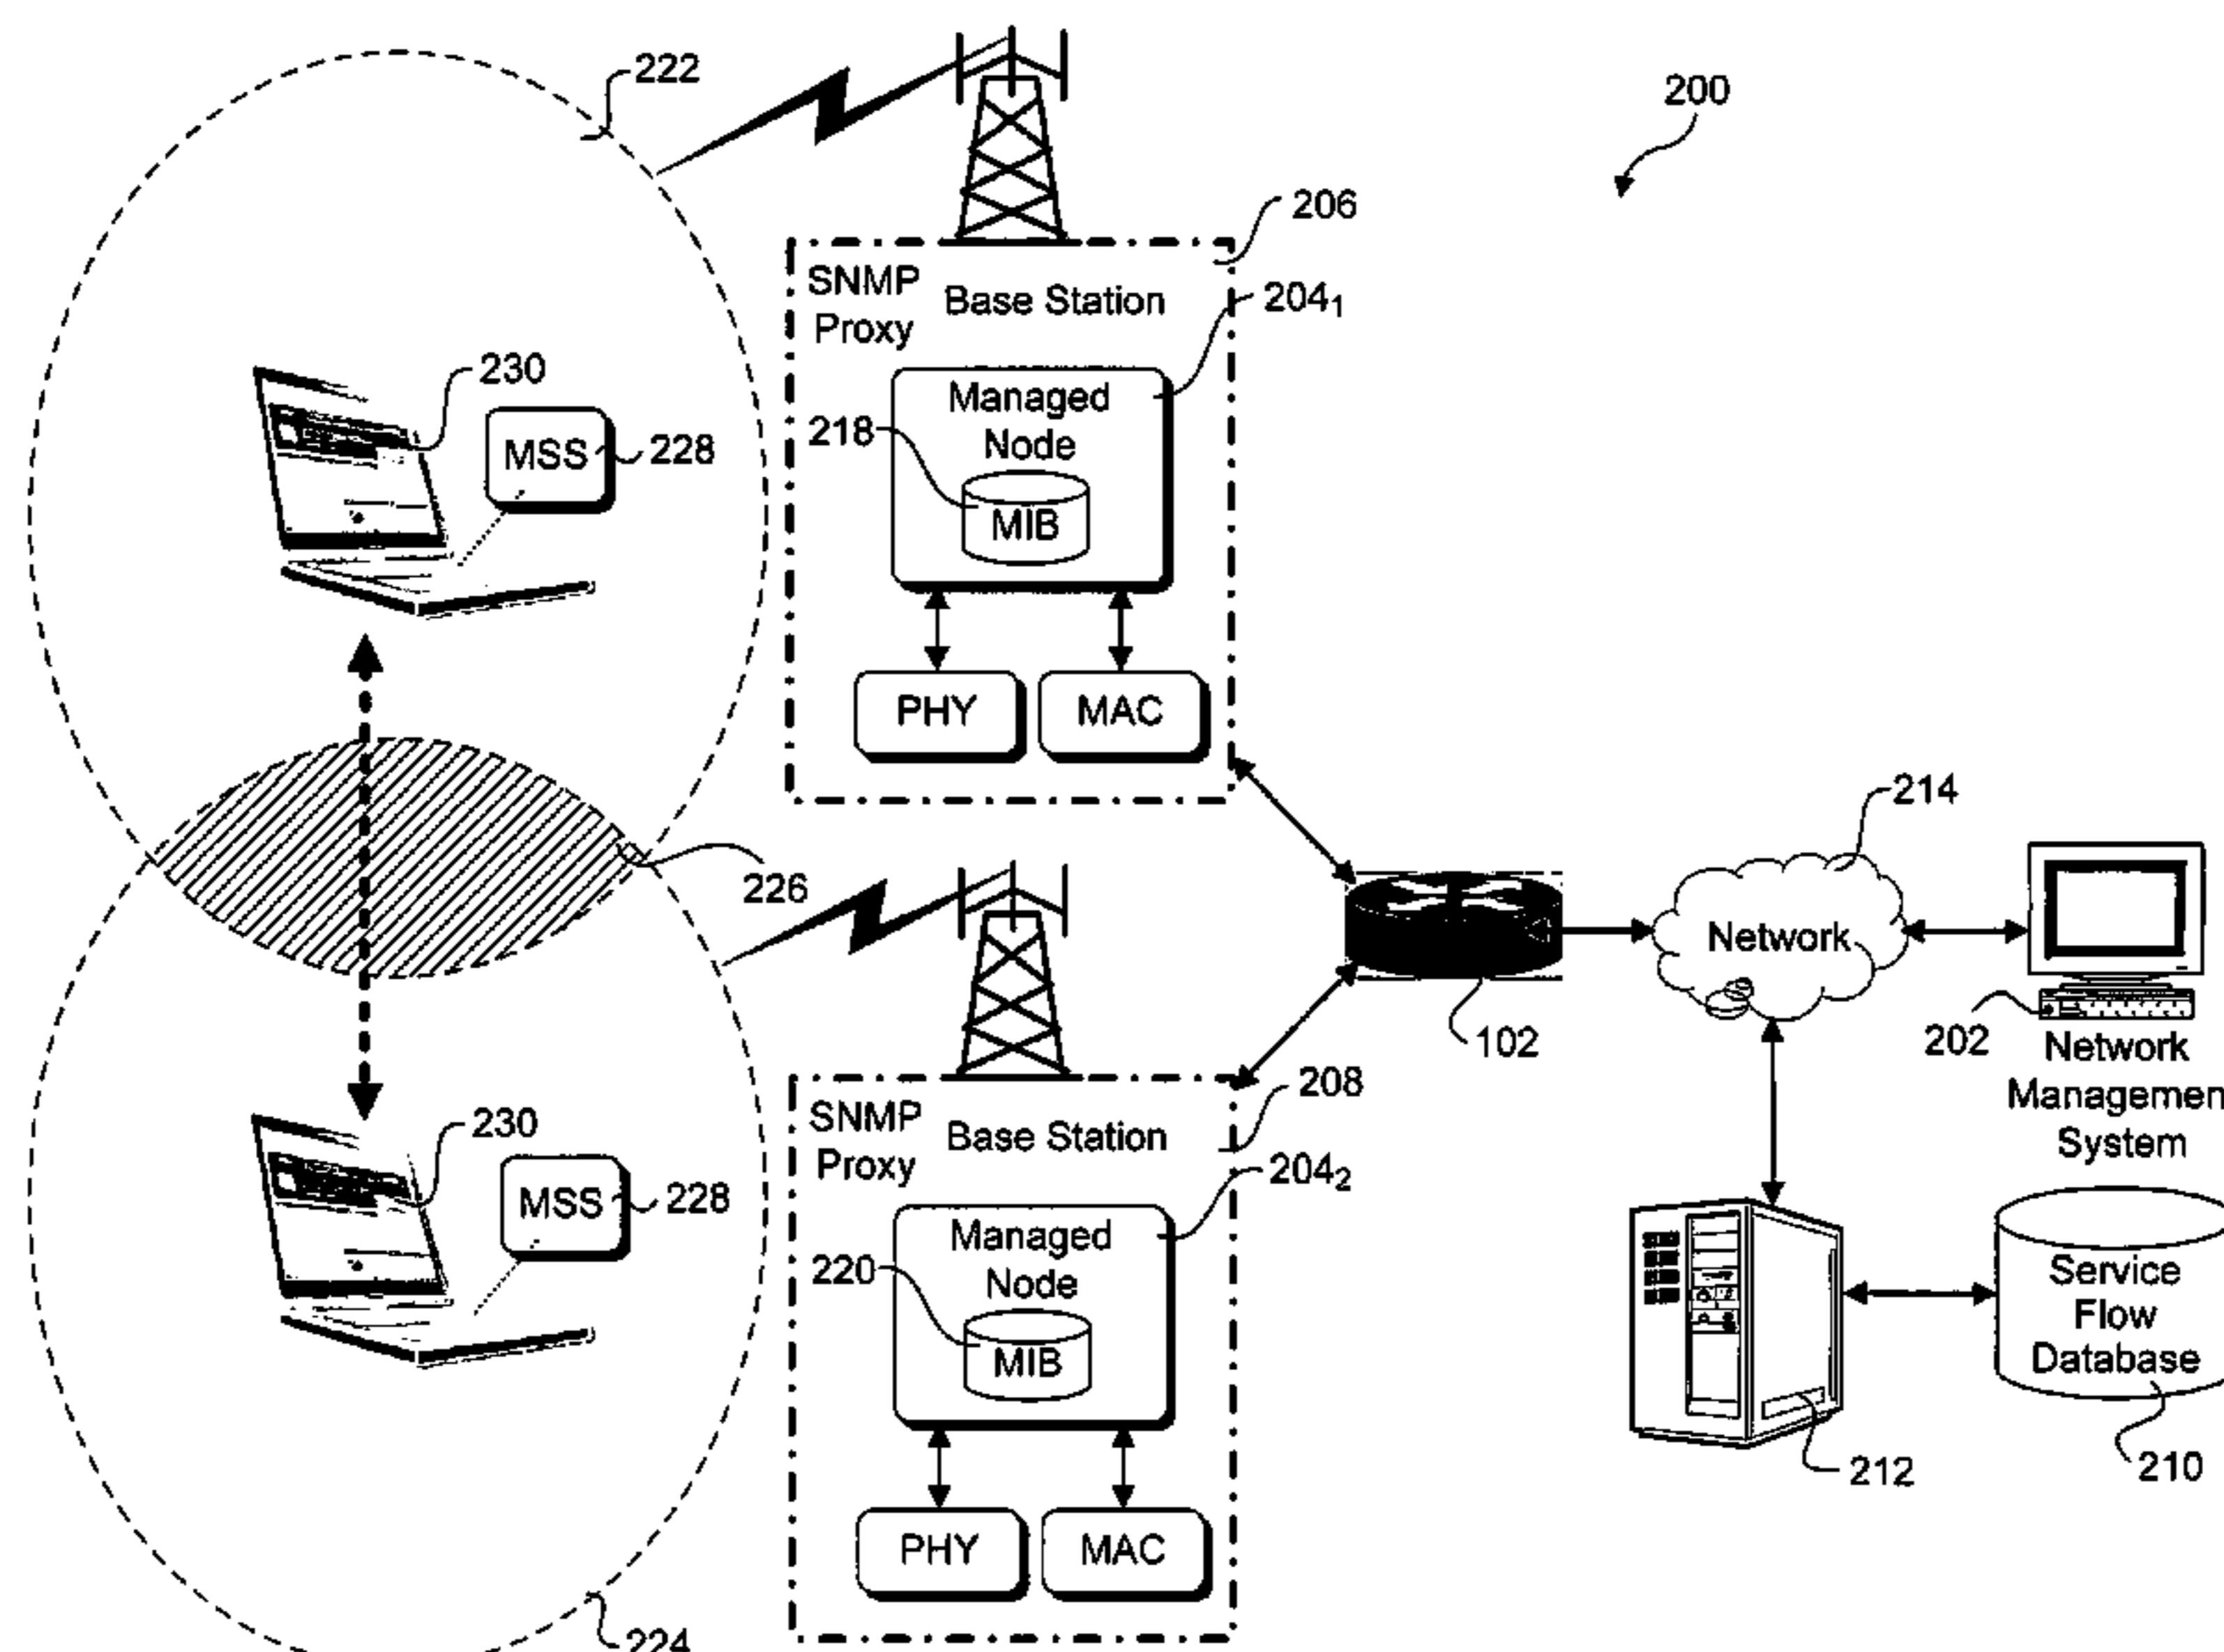 222
200
206
SNMP
Proxy
Base Station
204₁
230
MSS
228
Managed
Node
218
MIB
PHY
MAC
214
226
Network
102
202
Network
Managemen
System
208
SNMP
Proxy
Base Station
204₂
230
MSS
228
Managed
Node
220
MIB
Service
Flow
Database
212
210
PHY
MAC
224